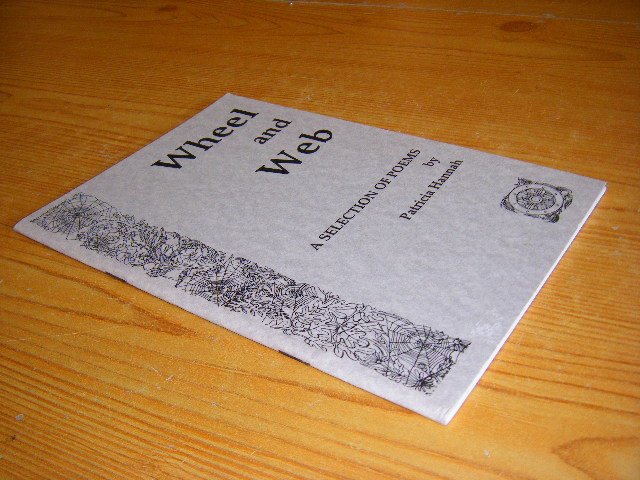 Wheel
and
Web
A SELECTION OF POEMS
by
Patricia Hannah